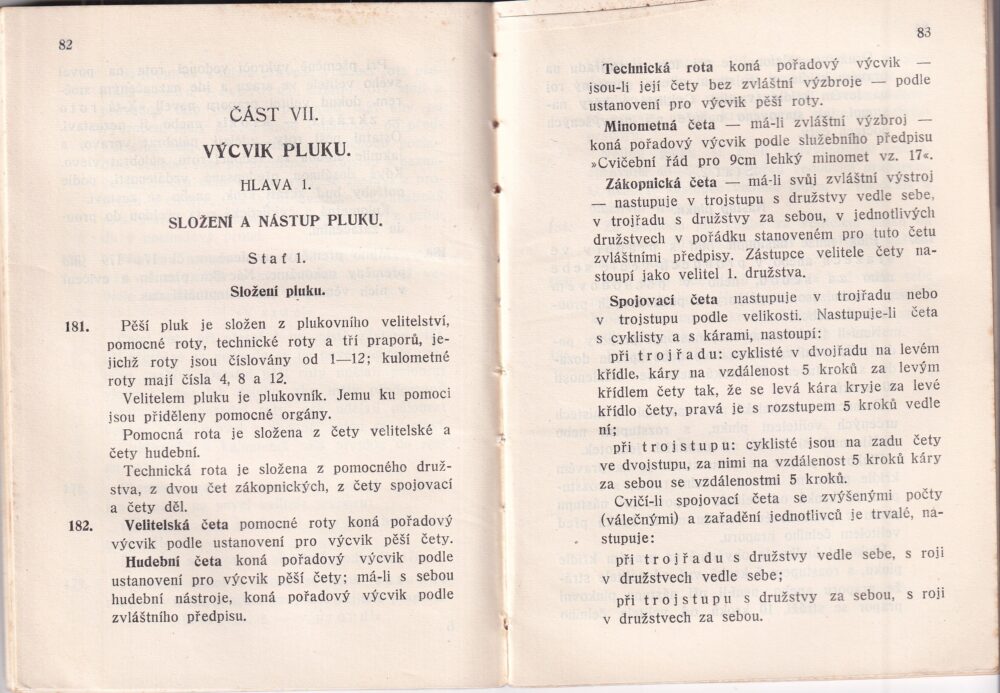 82
ČÁST VII.
VÝCVIK PLUKU.
HLAVA 1.
SLOŽENÍ A NÁSTUP PLUKU.
Stať 1.
Složení pluku.
181. Pěší pluk je složen z plukovního velitelství,
pomocné roty, technické roty a tří praporů, je-
jichž roty jsou číslovány od 1—12; kulometné
roty mají čísla 4, 8 a 12.
Velitelem pluku je plukovník. Jemu ku pomoci
jsou přiděleny pomocné orgány.
Pomocná rota je složena z čety velitelské a
čety hudební.
Technická rota je složena z pomocného druž-
stva, z dvou čet zákopnických, z čety spojovací
a čety děl.
182. Velitelská četa pomocné roty koná pořadový
výcvik podle ustanovení pro výcvik pěší čety.
Hudební četa koná pořadový výcvik podle
ustanovení pro výcvik pěší čety; má-li s sebou
hudební nástroje, koná pořadový výcvik podle
zvláštního předpisu.
83
Technická rota koná pořadový výcvik —
jsou-li její čety bez zvláštní výzbroje — podle
ustanovení pro výcvik pěší roty.
Minometná četa — má-li zvláštní výzbroj —
koná pořadový výcvik podle služebního předpisu
»Cvičební řád pro 9cm lehký minomet vz. 17«.
Zákopnická četa — má-li svůj zvláštní výstroj
— nastupuje v trojstupu s družstvy vedle sebe,
v trojřadu s družstvy za sebou, v jednotlivých
družstvech v pořádku stanoveném pro tuto četu
zvláštními předpisy. Zástupce velitele čety na-
stoupí jako velitel 1. družstva.
Spojovací četa nastupuje v trojřadu nebo
v trojstupu podle velikosti. Nastupuje-li četa
s cyklisty a s kárami, nastoupí:
při trojřadu: cyklisté v dvojřadu na levém
křídle, káry na vzdálenost 5 kroků za levým
křídlem čety tak, že se levá kára kryje za levé
křídlo čety, pravá je s rozstupem 5 kroků vedle
ní;
při trojstupu: cyklisté jsou na zadu čety
ve dvojstupu, za nimi na vzdálenost 5 kroků káry
za sebou se vzdálenostmi 5 kroků.
Cvičí-li spojovací četa se zvýšenými počty
(válečnými) a zařadění jednotlivců je trvalé, na-
stupuje:
při trojřadu s družstvy vedle sebe, s roji
v družstvech vedle sebe;
při trojstupu s družstvy za sebou, s roji
v družstvech za sebou.